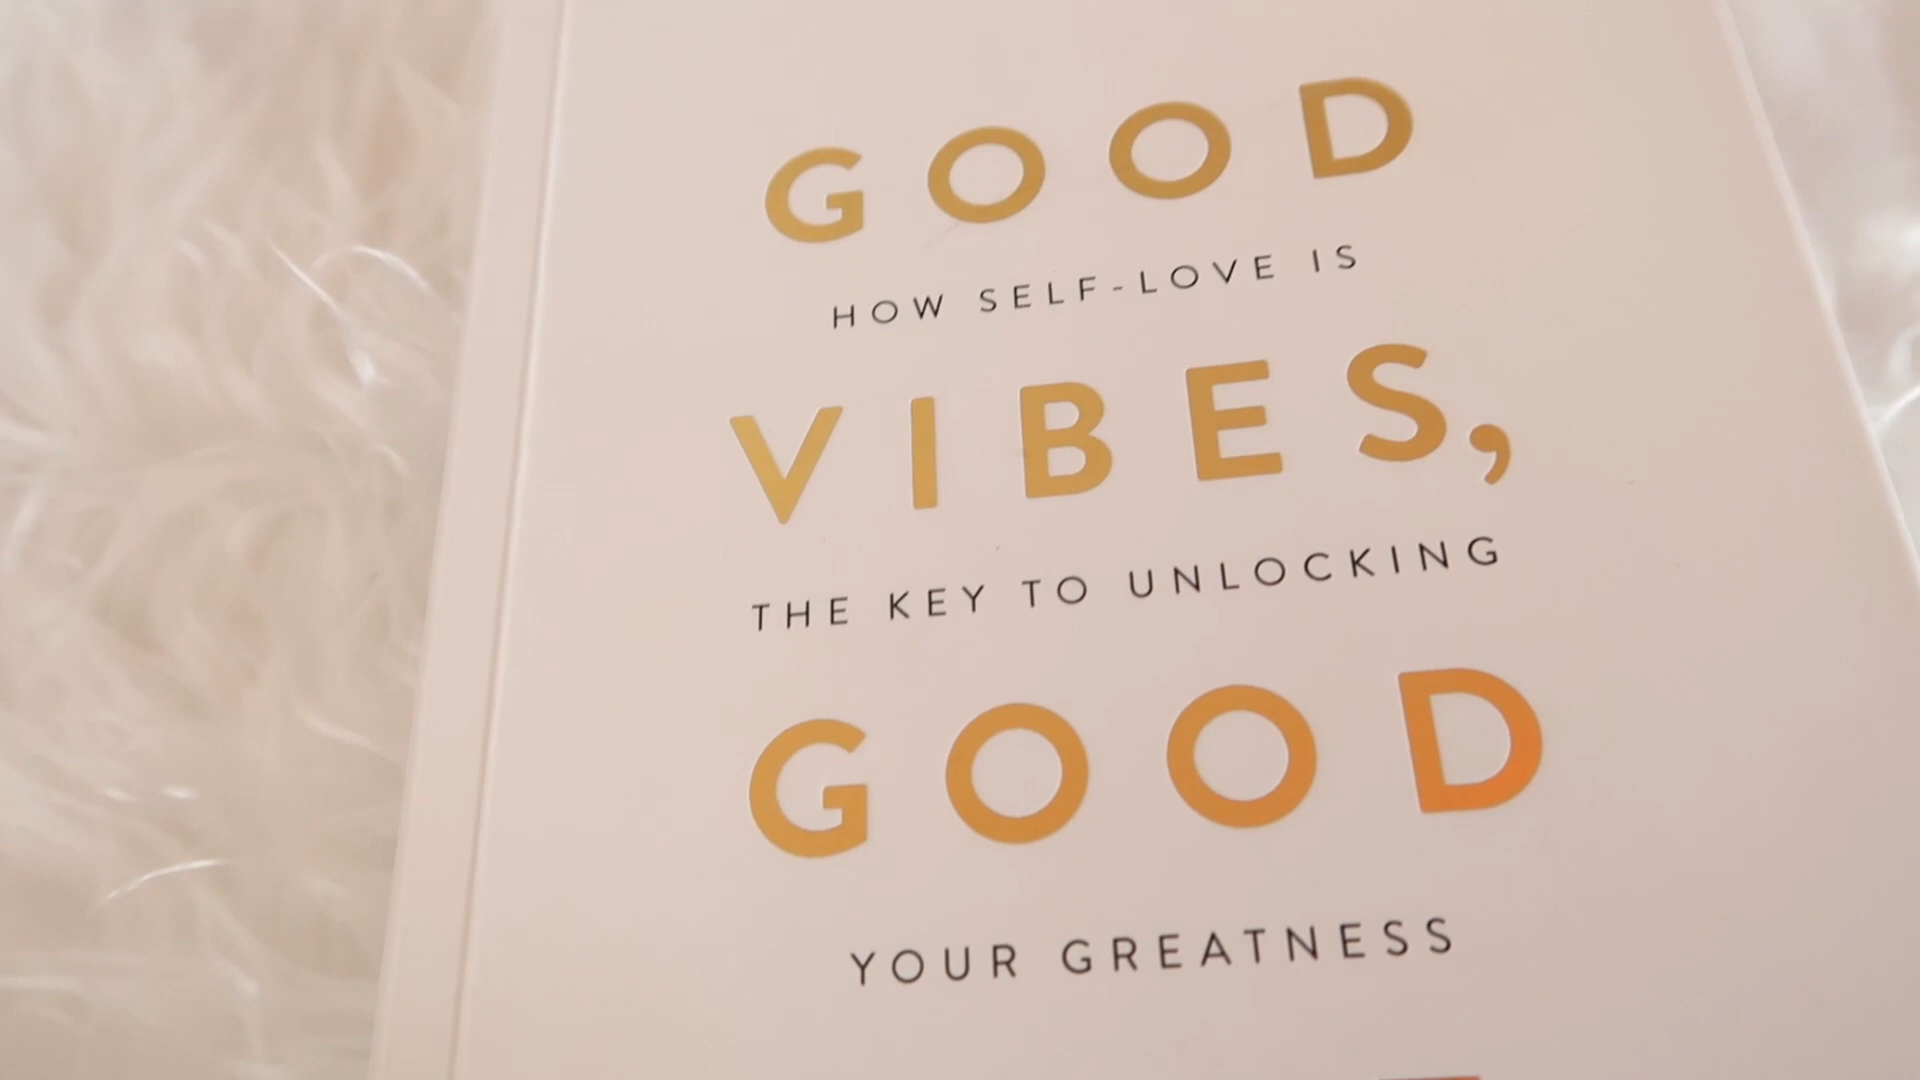 GOOD
HOW SELF-LOVE IS
VIBES,
THE KEY TO UNLOCKING
GOOD
YOUR GREATNESS